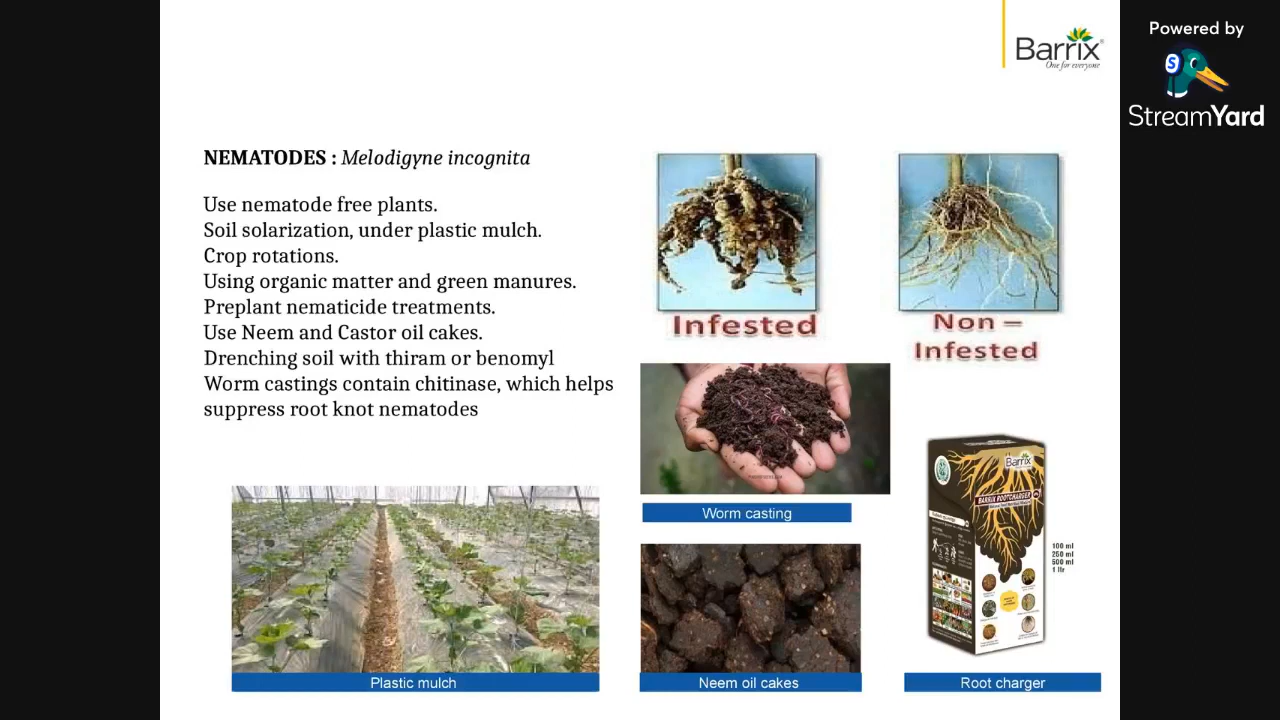 Barrix
One for everyone
Powered by
StreamYard
NEMATODES : Melodigyne incognita
Use nematode free plants.
Soil solarization, under plastic mulch.
Crop rotations.
Using organic matter and green manures.
Preplant nematicide treatments.
Use Neem and Castor oil cakes.
Drenching soil with thiram or benomyl
Worm castings contain chitinase, which helps
suppress root knot nematodes
Infested
Non –
Infested
Worm casting
Barrix
BARRIX ROOTCHARGER
100 ml
250 ml
500 ml
1 ltr
Plastic mulch
Neem oil cakes
Root charger